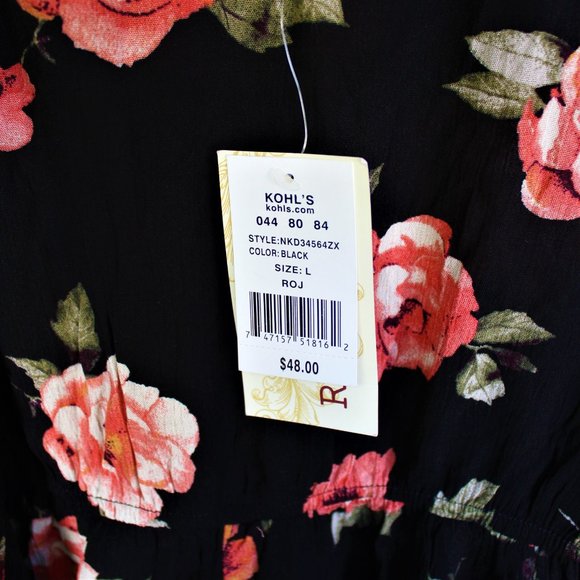 KOHL'S
kohls.com
044 80 84
STYLE:NKD34564ZX
COLOR:BLACK
SIZE: L
ROJ
7 47157 51816 2
$48.00
R